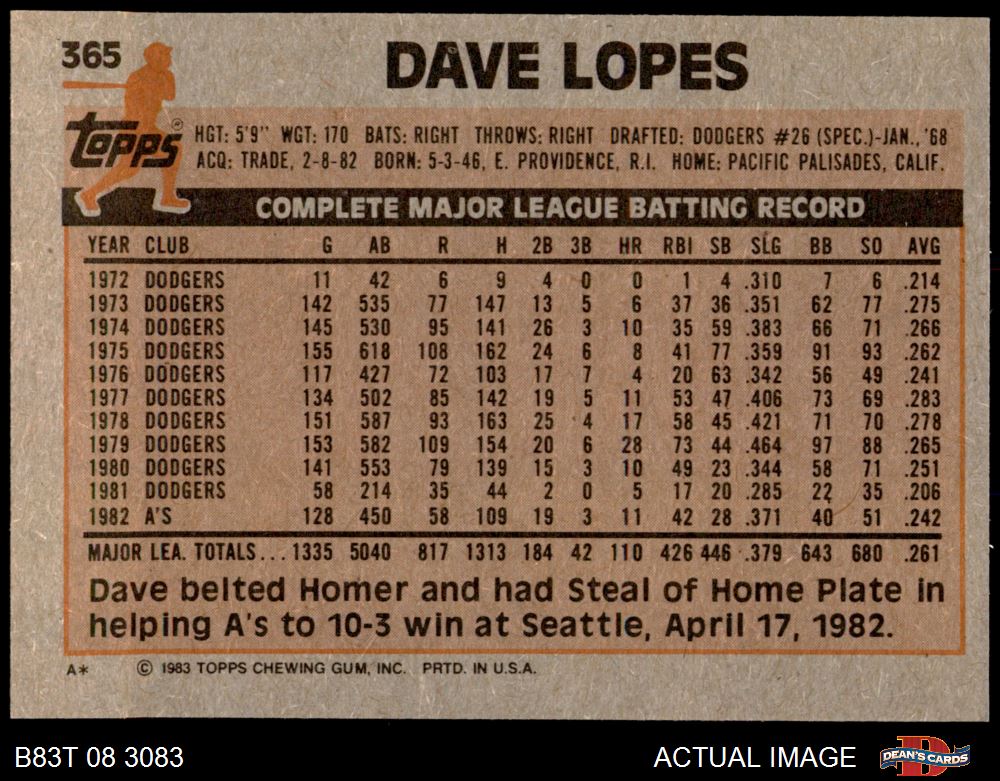 365
DAVE LOPES
Topps ®
HGT: 5'9" WGT: 170 BATS: RIGHT THROWS: RIGHT DRAFTED: DODGERS #26 (SPEC.)-JAN., '68
ACQ: TRADE, 2-8-82 BORN: 5-3-46, E. PROVIDENCE, R.I. HOME: PACIFIC PALISADES, CALIF.
COMPLETE MAJOR LEAGUE BATTING RECORD
YEAR CLUB G AB R H 2B 3B HR RBI SB SLG BB SO AVG
1972 DODGERS 11 42 6 9 4 0 0 1 4 .310 7 6 .214
1973 DODGERS 142 535 77 147 13 5 6 37 36 .351 62 77 .275
1974 DODGERS 145 530 95 141 26 3 10 35 59 .383 66 71 .266
1975 DODGERS 155 618 108 162 24 6 8 41 77 .359 91 93 .262
1976 DODGERS 117 427 72 103 17 7 4 20 63 .342 56 49 .241
1977 DODGERS 134 502 85 142 19 5 11 53 47 .406 73 69 .283
1978 DODGERS 151 587 93 163 25 4 17 58 45 .421 71 70 .278
1979 DODGERS 153 582 109 154 20 6 28 73 44 .464 97 88 .265
1980 DODGERS 141 553 79 139 15 3 10 49 23 .344 58 71 .251
1981 DODGERS 58 214 35 44 2 0 5 17 20 .285 22 35 .206
1982 A'S 128 450 58 109 19 3 11 42 28 .371 40 51 .242
MAJOR LEA. TOTALS...1335 5040 817 1313 184 42 110 426 446 .379 643 680 .261
Dave belted Homer and had Steal of Home Plate in
helping A's to 10-3 win at Seattle, April 17, 1982.
A* © 1983 TOPPS CHEWING GUM, INC. PRTD. IN U.S.A.
B83T 08 3083 ACTUAL IMAGE DEAN'S CARDS